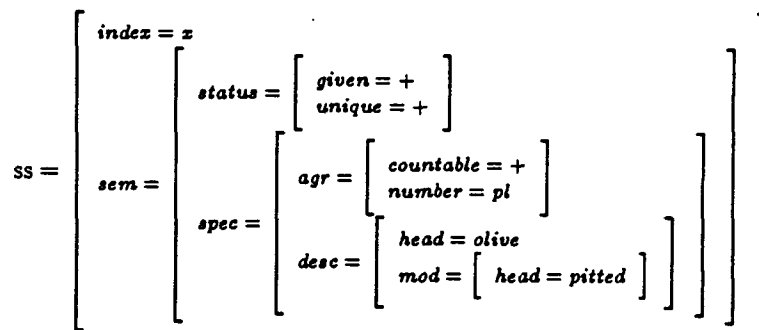 index = x
status =
given = +
unique = +
ss =
sem =
agr =
countable = +
number = pl
spec =
head = olive
desc =
mod = [ head = pitted ]